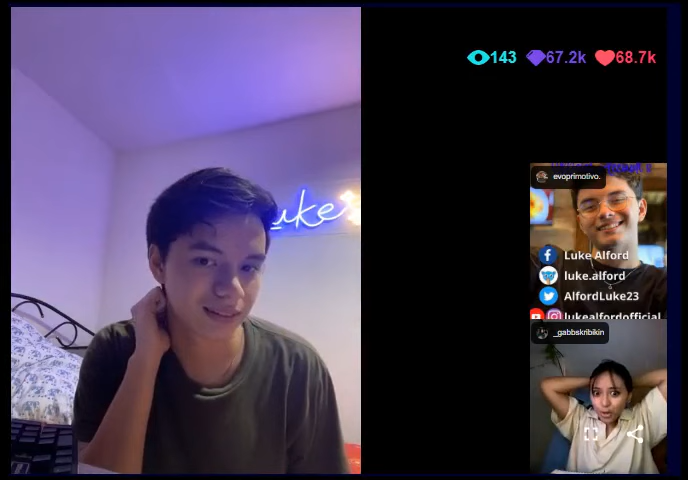 143 67.2k 68.7k
uke
evoprimotivo.
Luke Alford
luke.alford
AlfordLuke23
lukealfordofficial
_gabbskribikin